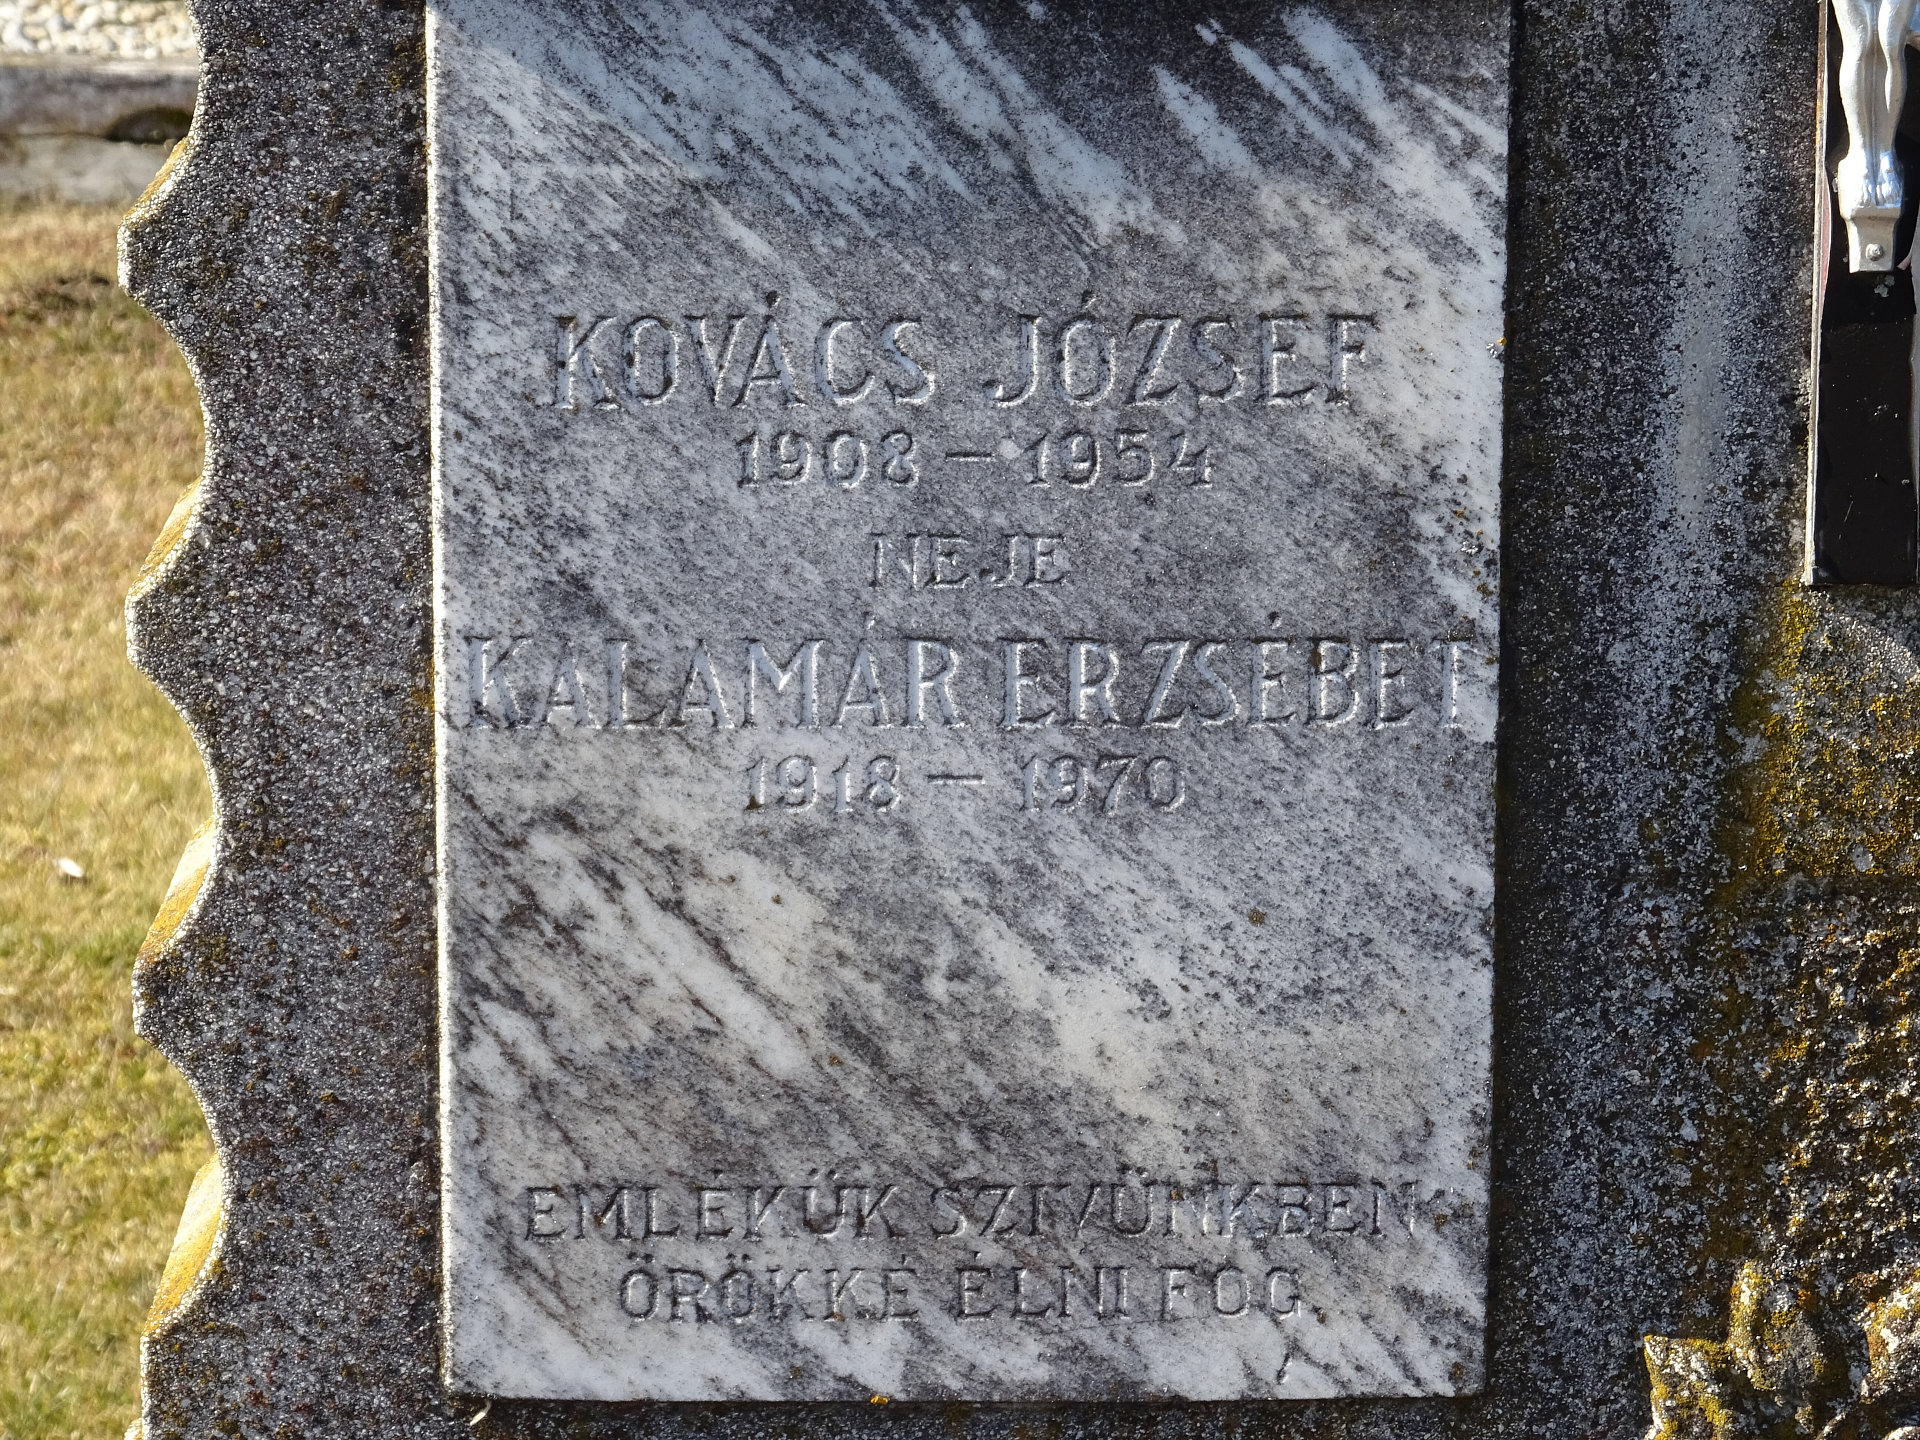 KOVÁCS JÓZSEF
1908 – 1954
NEJE
KALAMÁR ERZSÉBET
1918 – 1970
EMLÉKÜK SZIVÜNKBEN
ÖRÖKKÉ ÉLNI FOG.